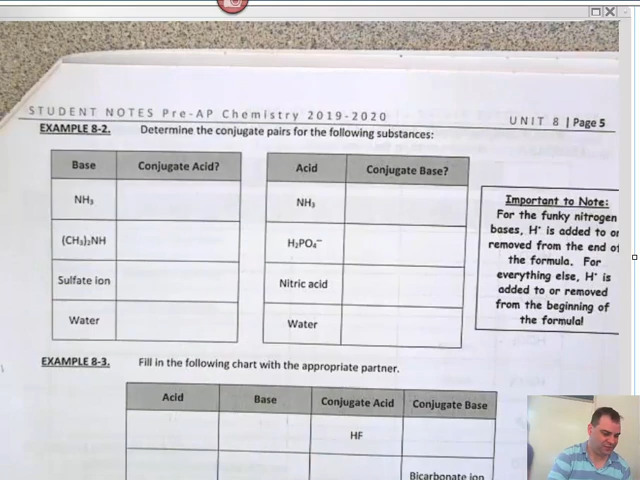 STUDENT NOTES Pre-AP Chemistry 2019-2020
UNIT 8 | Page 5
EXAMPLE 8-2. Determine the conjugate pairs for the following substances:
Base Conjugate Acid?
NH₃
(CH₃)₂NH
Sulfate ion
Water
Acid Conjugate Base?
NH₃
H₂PO₄⁻
Nitric acid
Water
Important to Note:
For the funky nitrogen
bases, H⁺ is added to or
removed from the end of
the formula. For
everything else, H⁺ is
added to or removed
from the beginning of
the formula!
EXAMPLE 8-3. Fill in the following chart with the appropriate partner.
Acid Base Conjugate Acid Conjugate Base
HF
Bicarbonate ion